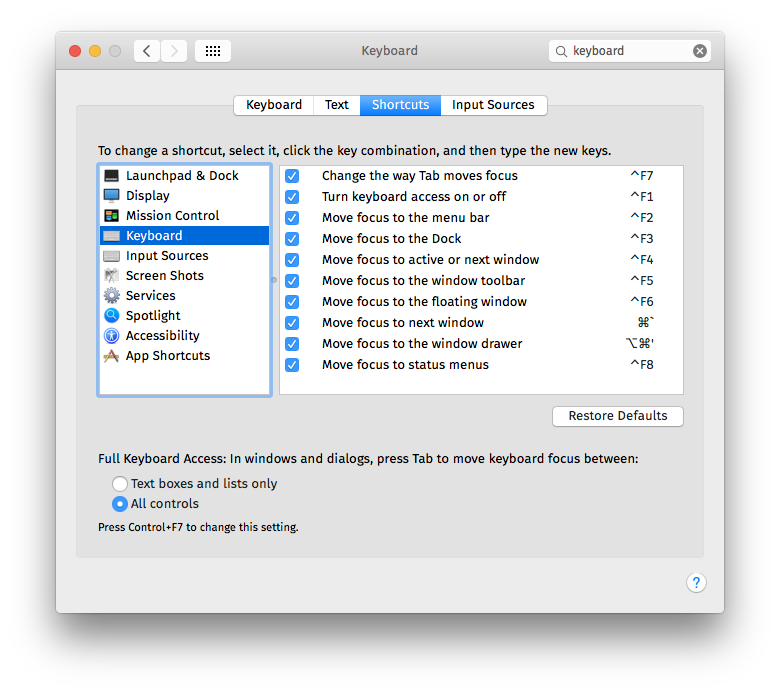 Keyboard
keyboard
Keyboard Text Shortcuts Input Sources
To change a shortcut, select it, click the key combination, and then type the new keys.
Launchpad & Dock
Display
Mission Control
Keyboard
Input Sources
Screen Shots
Services
Spotlight
Accessibility
App Shortcuts
Change the way Tab moves focus ^F7
Turn keyboard access on or off ^F1
Move focus to the menu bar ^F2
Move focus to the Dock ^F3
Move focus to active or next window ^F4
Move focus to the window toolbar ^F5
Move focus to the floating window ^F6
Move focus to next window ⌘`
Move focus to the window drawer ⌥⌘'
Move focus to status menus ^F8
Restore Defaults
Full Keyboard Access: In windows and dialogs, press Tab to move keyboard focus between:
Text boxes and lists only
All controls
Press Control+F7 to change this setting.
?